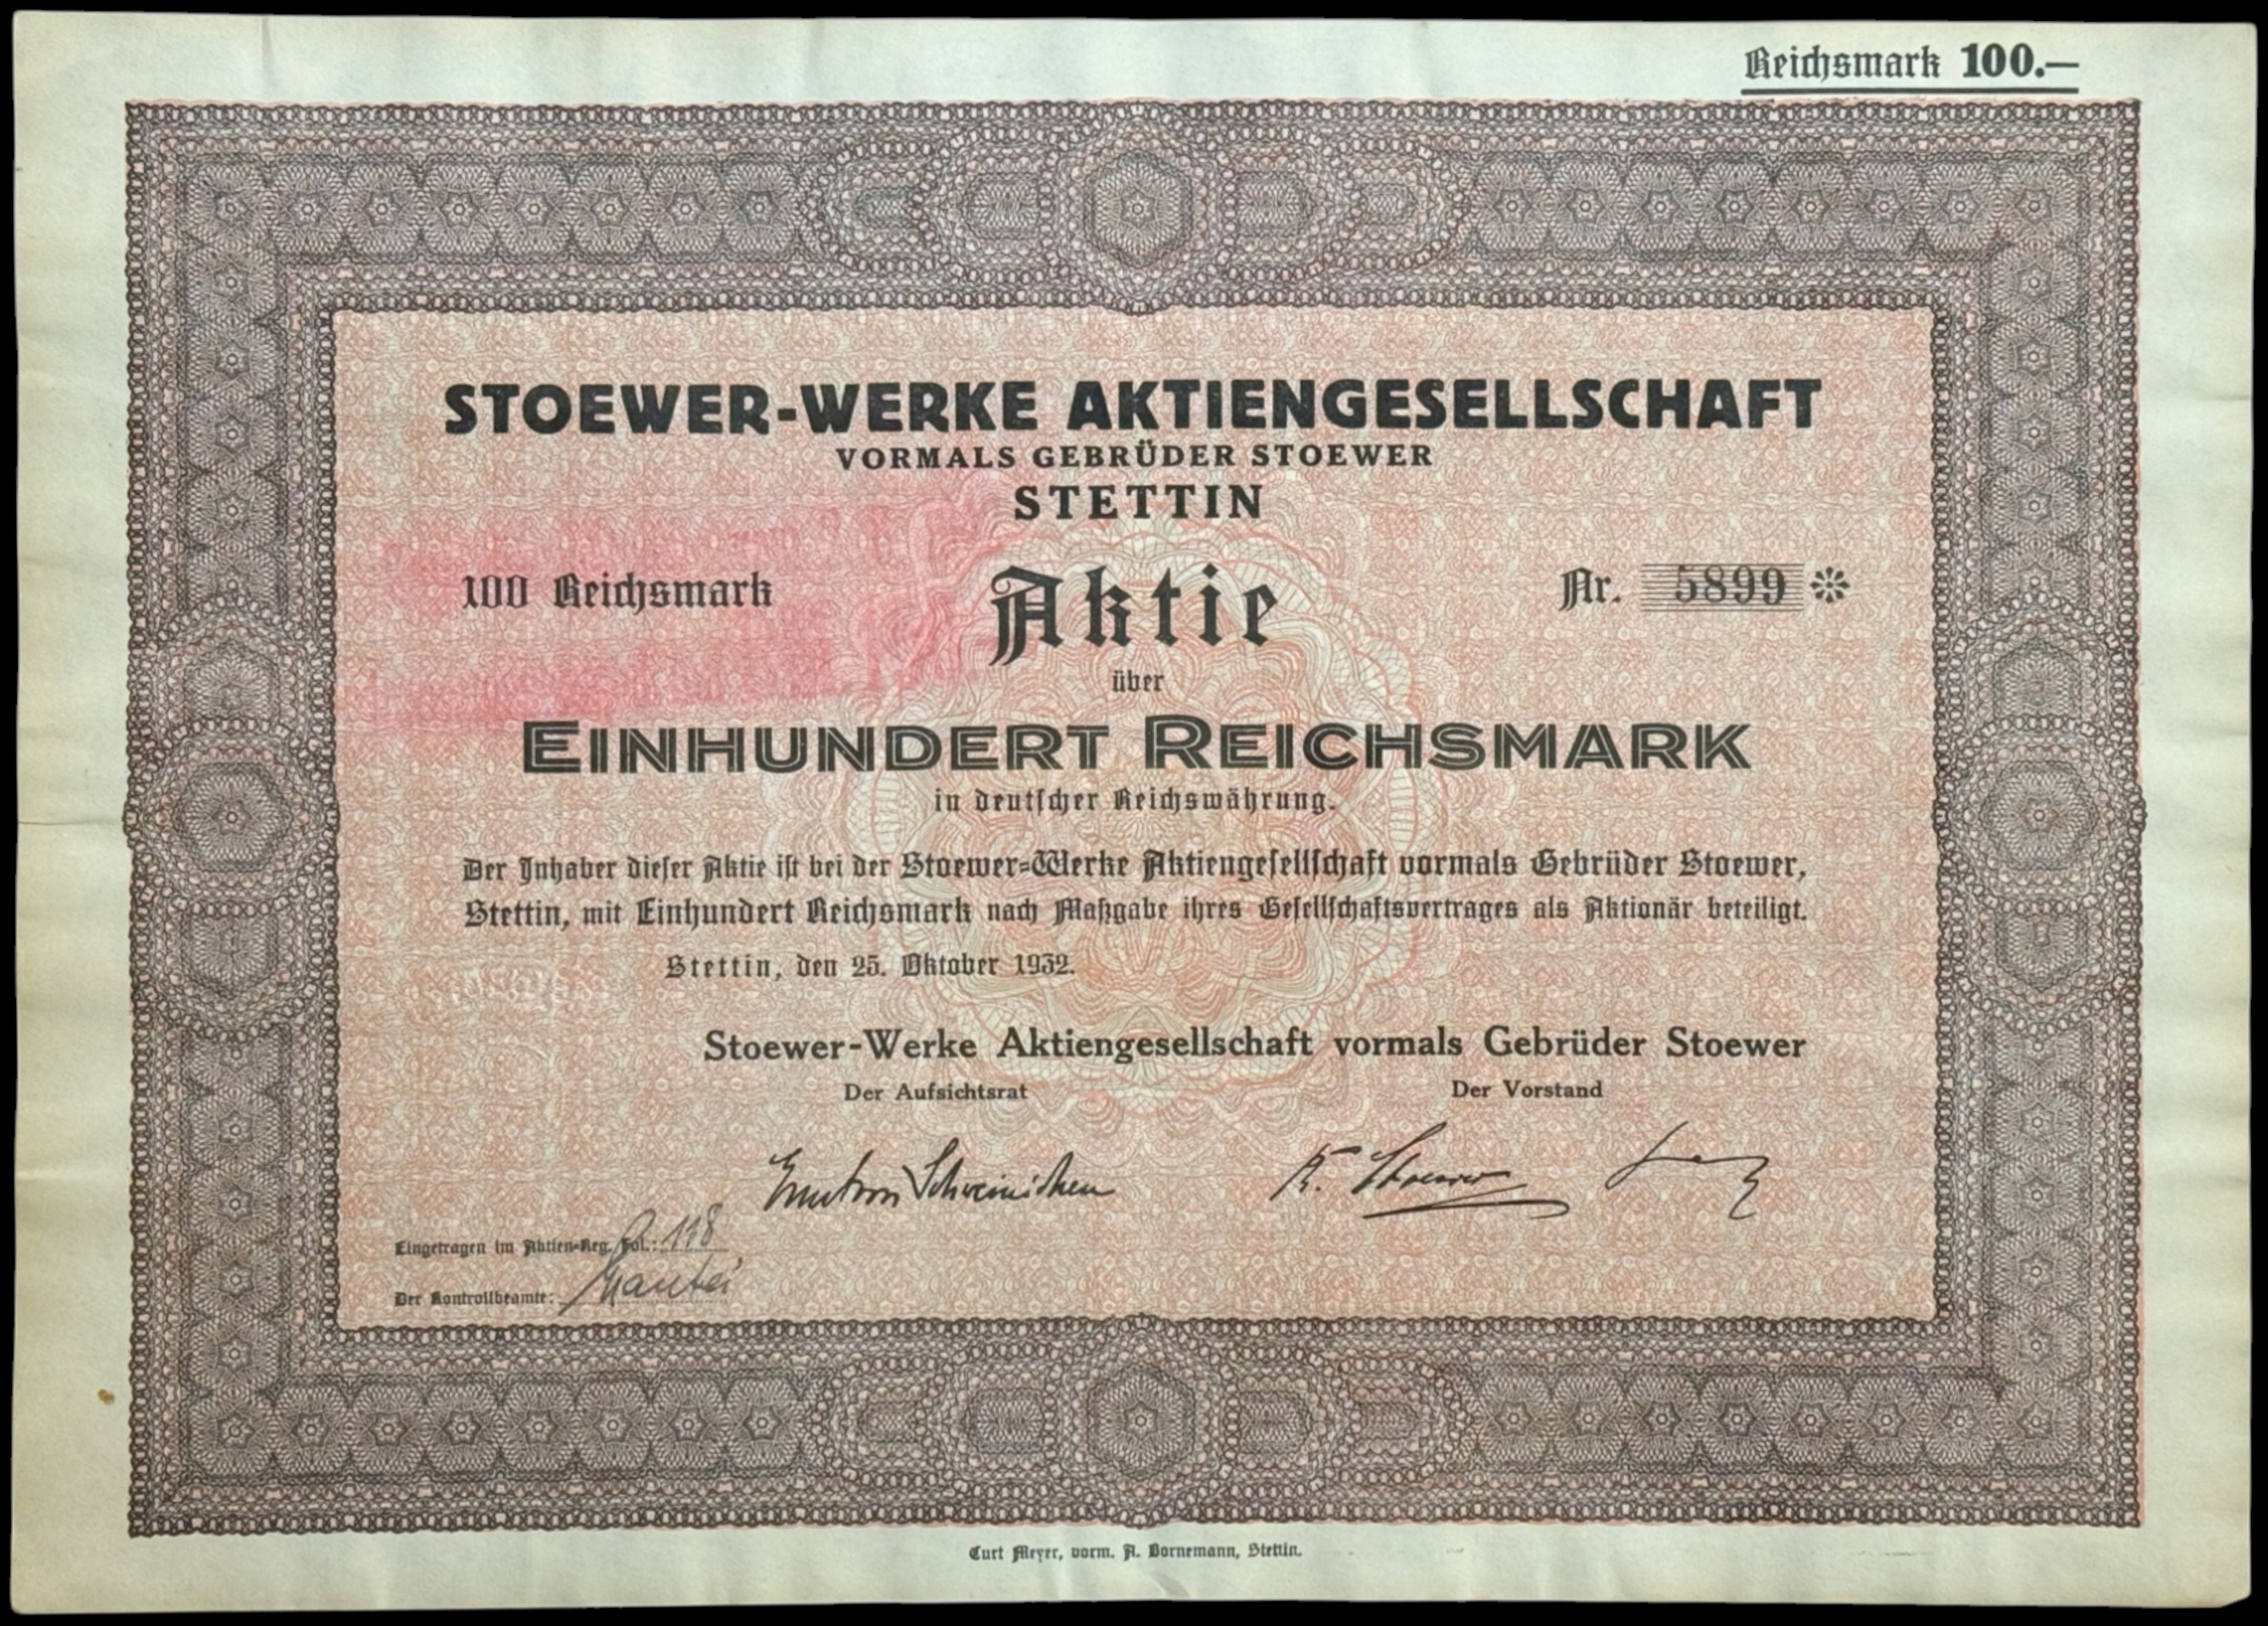 Reichsmark 100.—
STOEWER-WERKE AKTIENGESELLSCHAFT
VORMALS GEBRÜDER STOEWER
STETTIN
100 Reichsmark
Aktie
Nr. 5899 ❊
über
EINHUNDERT REICHSMARK
in deutscher Reichswährung.
Der Inhaber dieser Aktie ist bei der Stoewer-Werke Aktiengesellschaft vormals Gebrüder Stoewer,
Stettin, mit Einhundert Reichsmark nach Maßgabe ihres Gesellschaftsvertrages als Aktionär beteiligt.
Stettin, den 25. Oktober 1932.
Stoewer-Werke Aktiengesellschaft vormals Gebrüder Stoewer
Der Aufsichtsrat
Der Vorstand
Schweinichen
Stoewer
Eingetragen im Aktien-Reg. Fol.: 118
Der Kontrollbeamte:
Curt Meyer, vorm. A. Bornemann, Stettin.